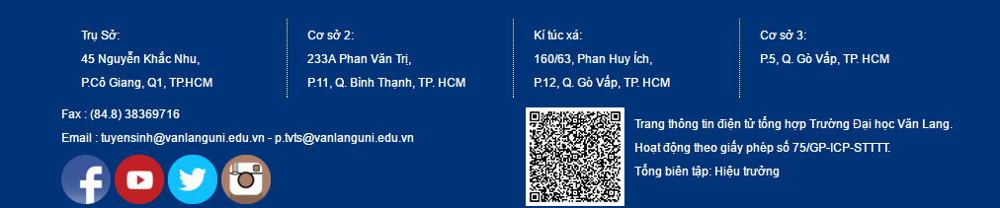 Trụ Sở:
45 Nguyễn Khắc Nhu,
P.Cô Giang, Q1, TP.HCM
Cơ sở 2:
233A Phan Văn Trị,
P.11, Q. Bình Thạnh, TP. HCM
Kí túc xá:
160/63, Phan Huy Ích,
P.12, Q. Gò Vấp, TP. HCM
Cơ sở 3:
P.5, Q. Gò Vấp, TP. HCM
Fax : (84.8) 38369716
Email : tuyensinh@vanlanguni.edu.vn - p.tvts@vanlanguni.edu.vn
Trang thông tin điện tử tổng hợp Trường Đại học Văn Lang.
Hoạt động theo giấy phép số 75/GP-ICP-STTTT.
Tổng biên tập: Hiệu trưởng